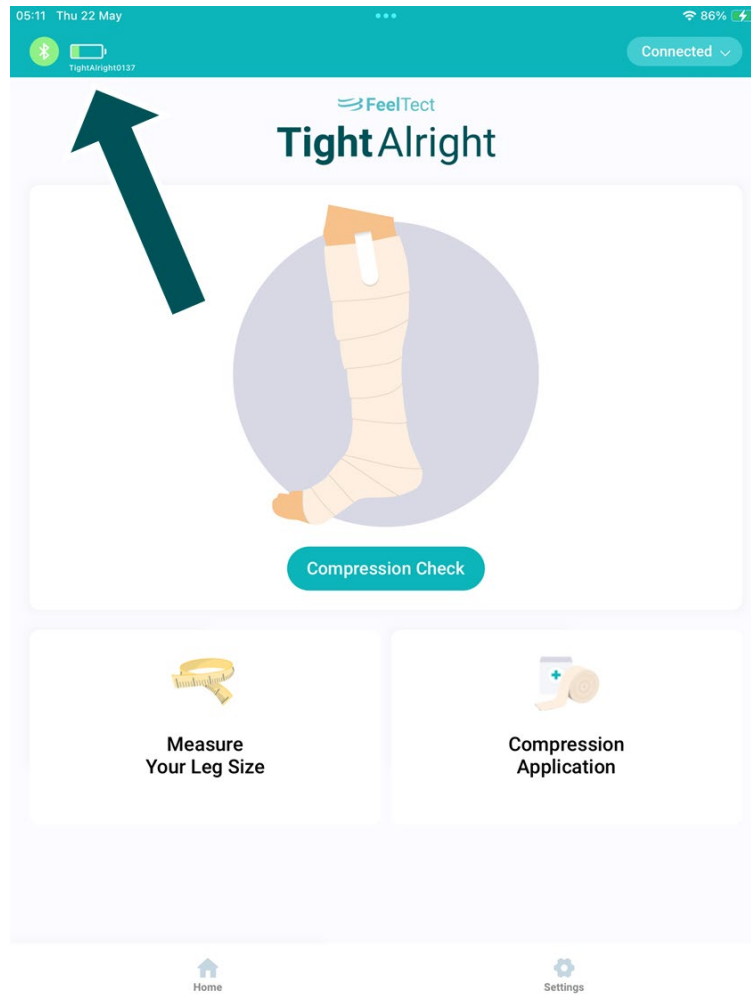 05:11 Thu 22 May
86%
TightAlright0137
Connected
FeelTect
TightAlright
Compression Check
Measure
Your Leg Size
Compression
Application
Home
Settings